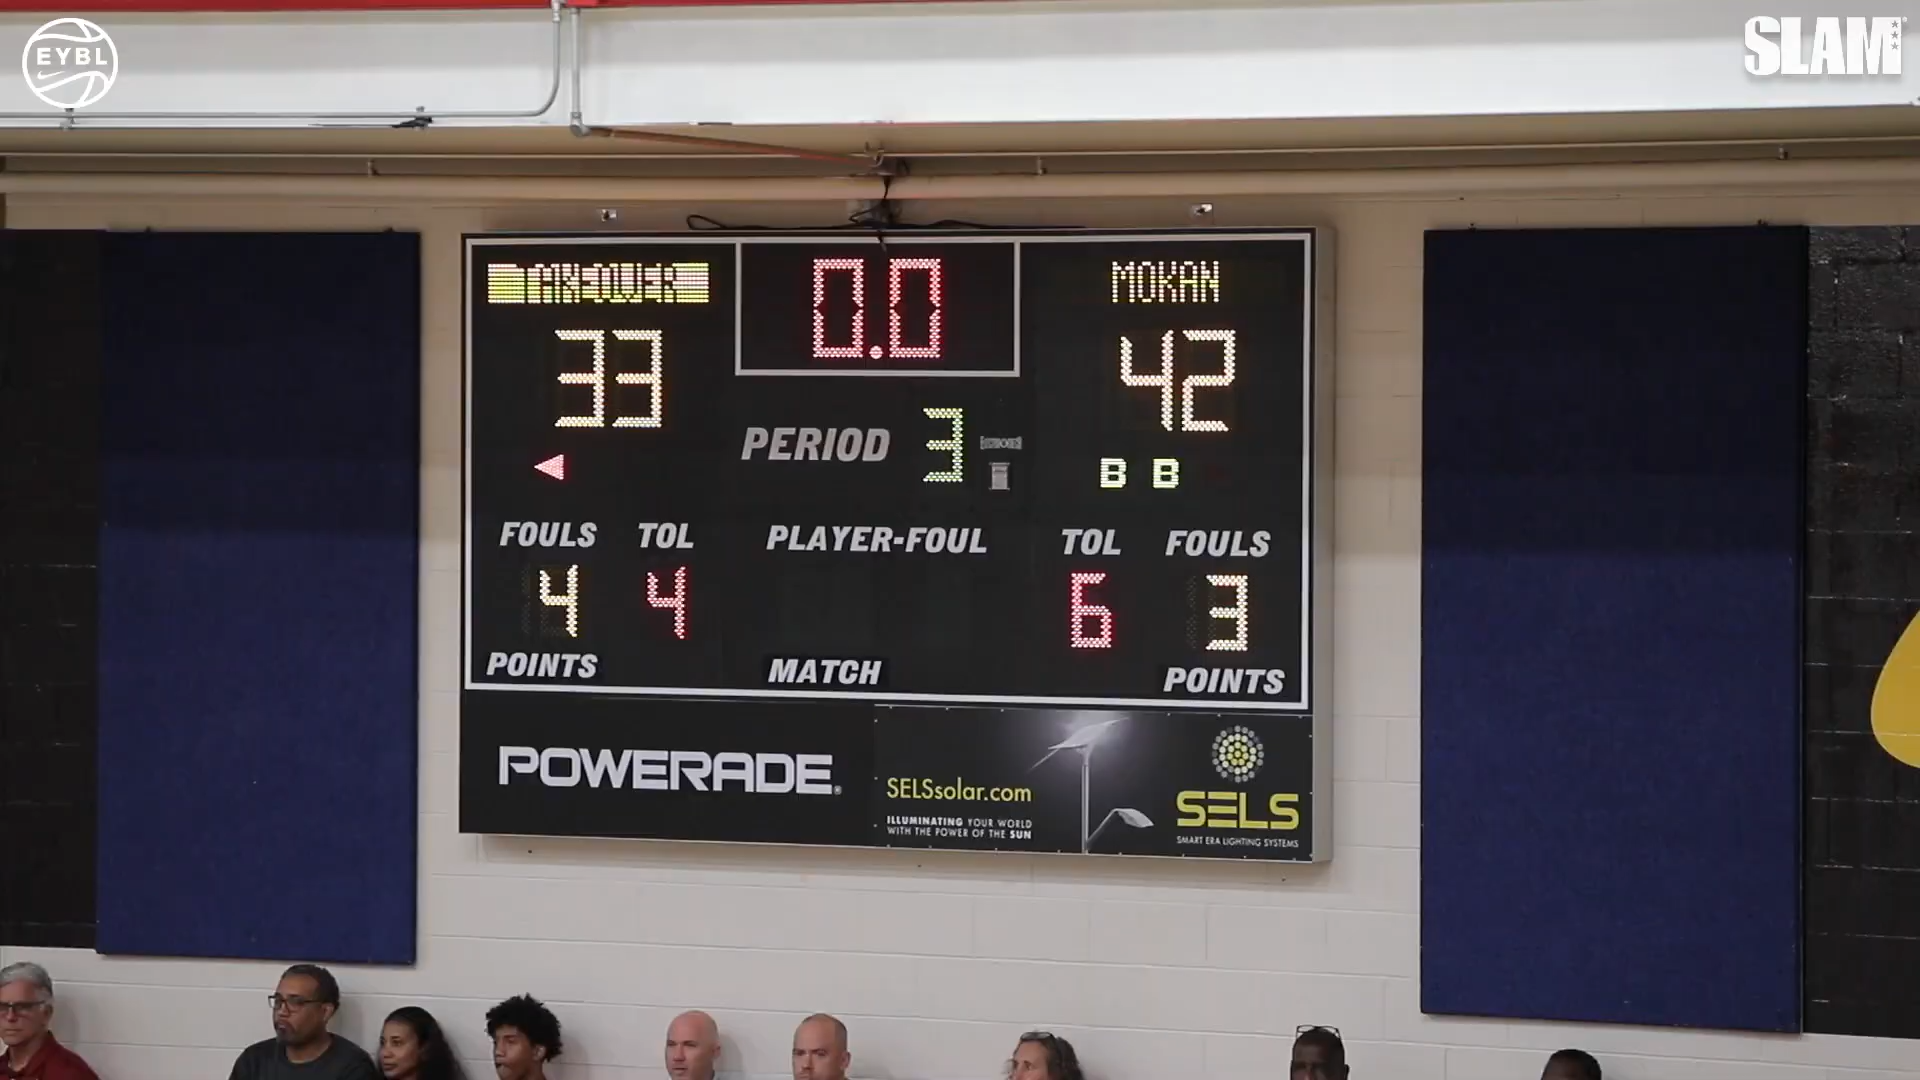 EYBL
SLAM
TAKEOVER
0.0
MOKAN
33
42
PERIOD 3
B B
FOULS TOL PLAYER-FOUL TOL FOULS
4 4 6 3
POINTS MATCH POINTS
POWERADE
SELSsolar.com
ILLUMINATING YOUR WORLD
WITH THE POWER OF THE SUN
SELS
SMART ERA LIGHTING SYSTEMS